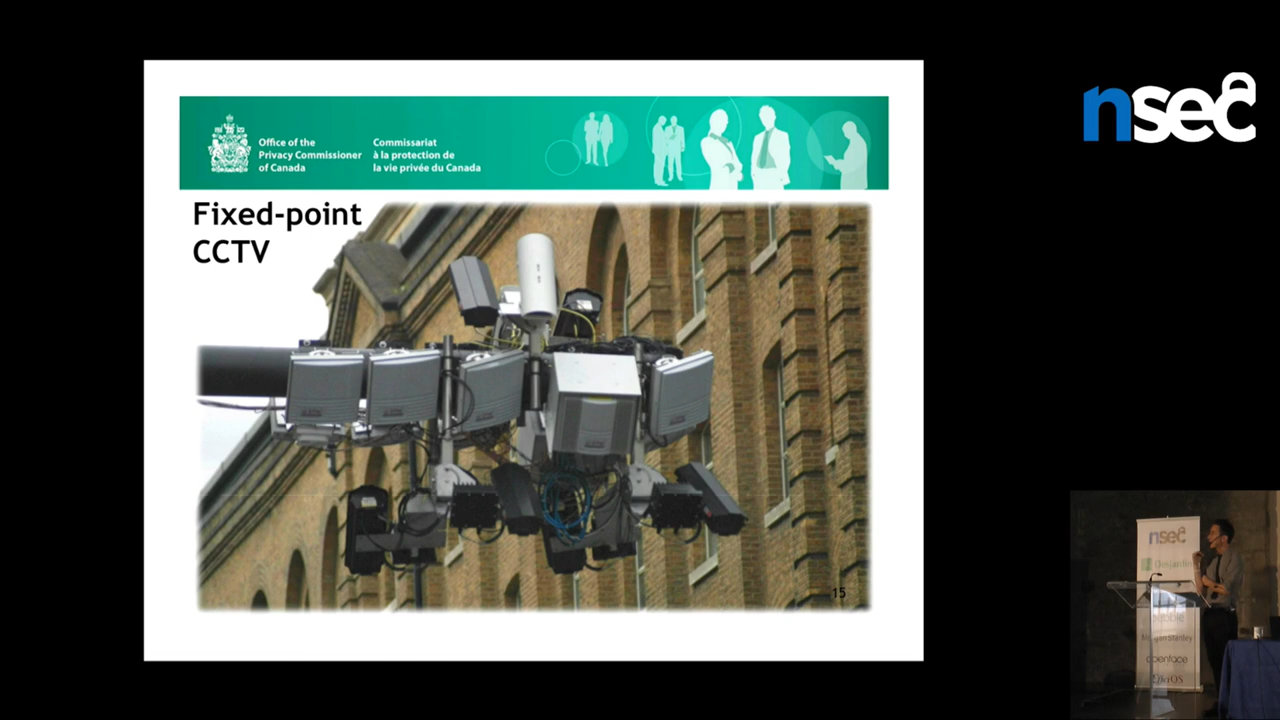 nsec
Office of the
Privacy Commissioner
of Canada
Commissariat
à la protection de
la vie privée du Canada
Fixed-point
CCTV
15
nsec
Desjardins
Morgan Stanley